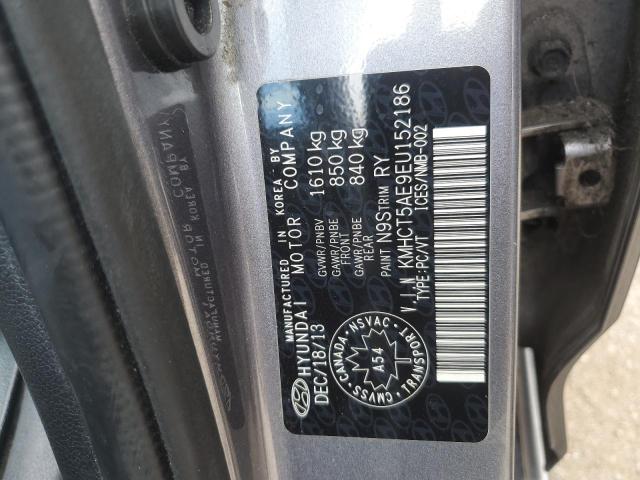 MANUFACTURED IN KOREA BY
HYUNDAI MOTOR COMPANY
DEC/18/13
GVWR/PNBV 1610 kg
GAWR/PNBE FRONT 850 kg
GAWR/PNBE REAR 840 kg
PAINT N9S TRIM RY
V.I.N KMHCT5AE9EU152186
TYPE:PC/VT ICES/NMB-002
CANADA · NSVAC · TRANSPORT · CMVSS
A54